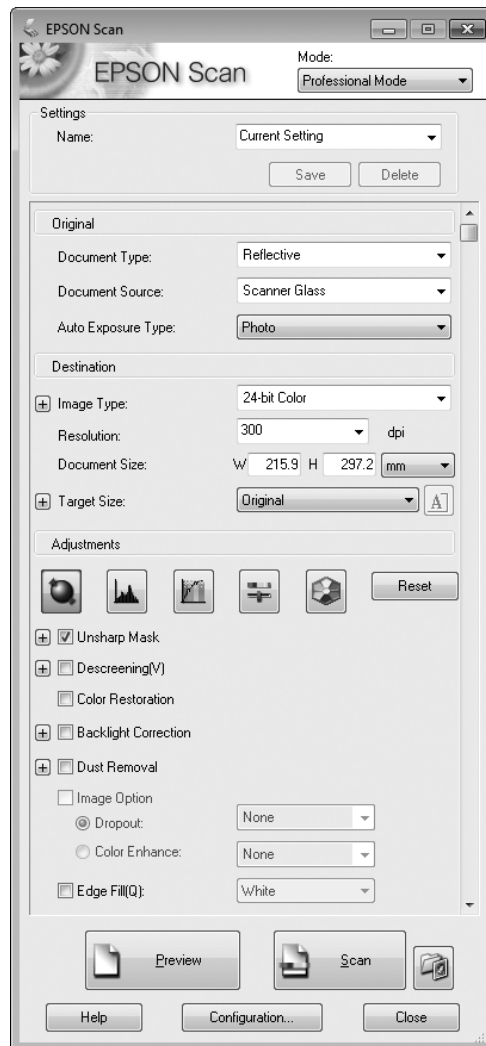 EPSON Scan
EPSON Scan
Mode:
Professional Mode
Settings
Name: Current Setting
Save Delete
Original
Document Type: Reflective
Document Source: Scanner Glass
Auto Exposure Type: Photo
Destination
Image Type: 24-bit Color
Resolution: 300 dpi
Document Size: W 215.9 H 297.2 mm
Target Size: Original A
Adjustments
Reset
Unsharp Mask
Descreening(V)
Color Restoration
Backlight Correction
Dust Removal
Image Option
Dropout: None
Color Enhance: None
Edge Fill(Q): White
Preview Scan
Help Configuration... Close